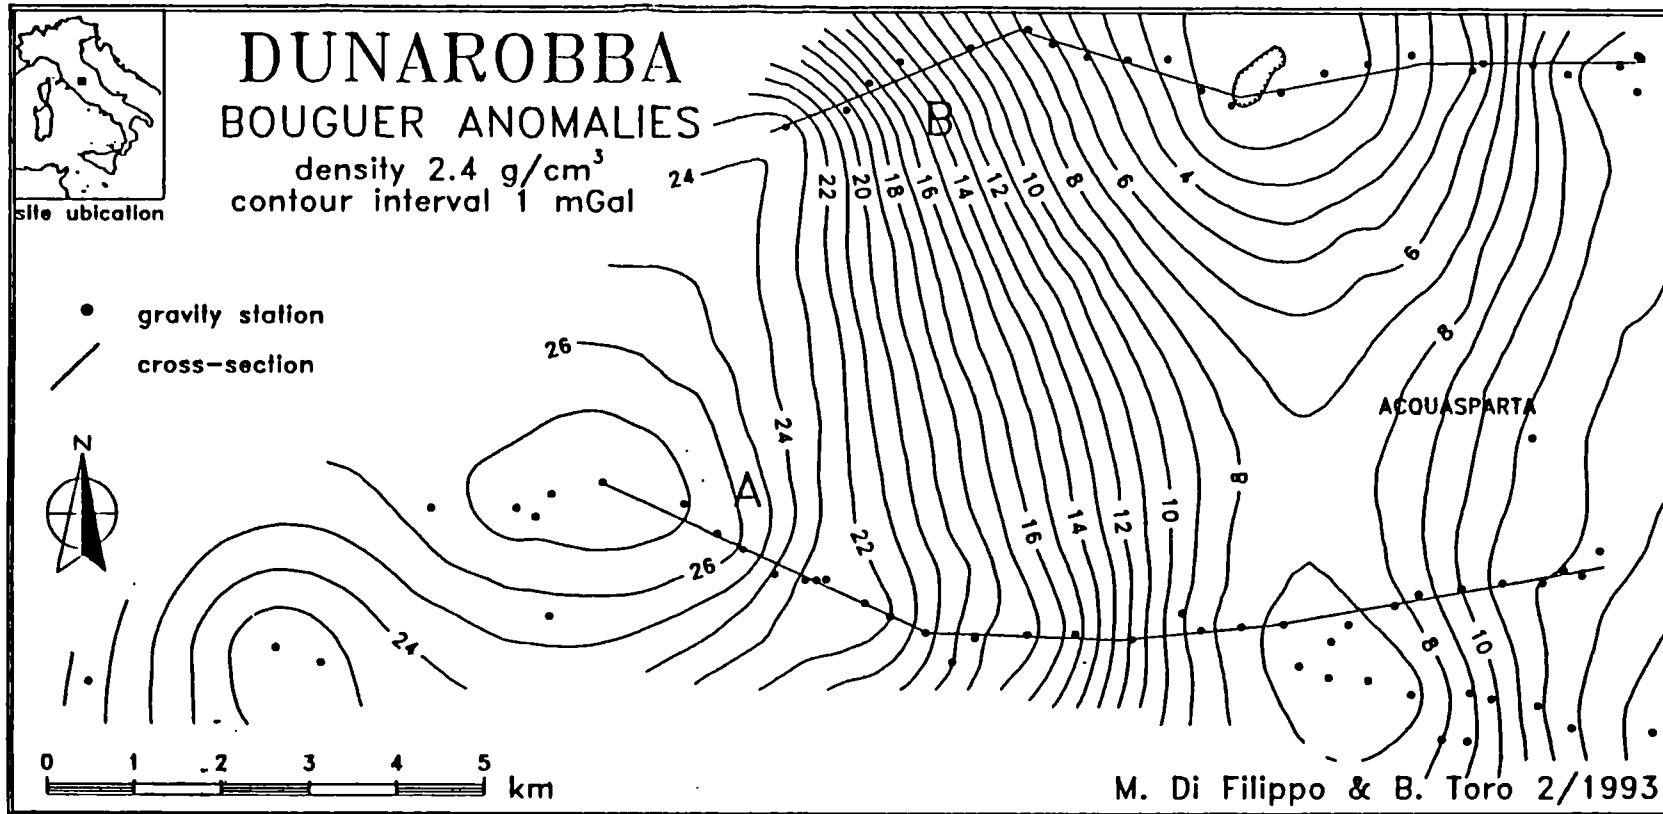 DUNAROBBA
BOUGUER ANOMALIES
density 2.4 g/cm³
contour interval 1 mGal
site ubication
gravity station
cross-section
N
24
22
20
18
16
14
12
10
8
6
4
B
6
8
26
24
A
ACQUASPARTA
8
26
22
16
14
12
10
24
8
10
0 1 2 3 4 5 km
M. Di Filippo & B. Toro 2/1993